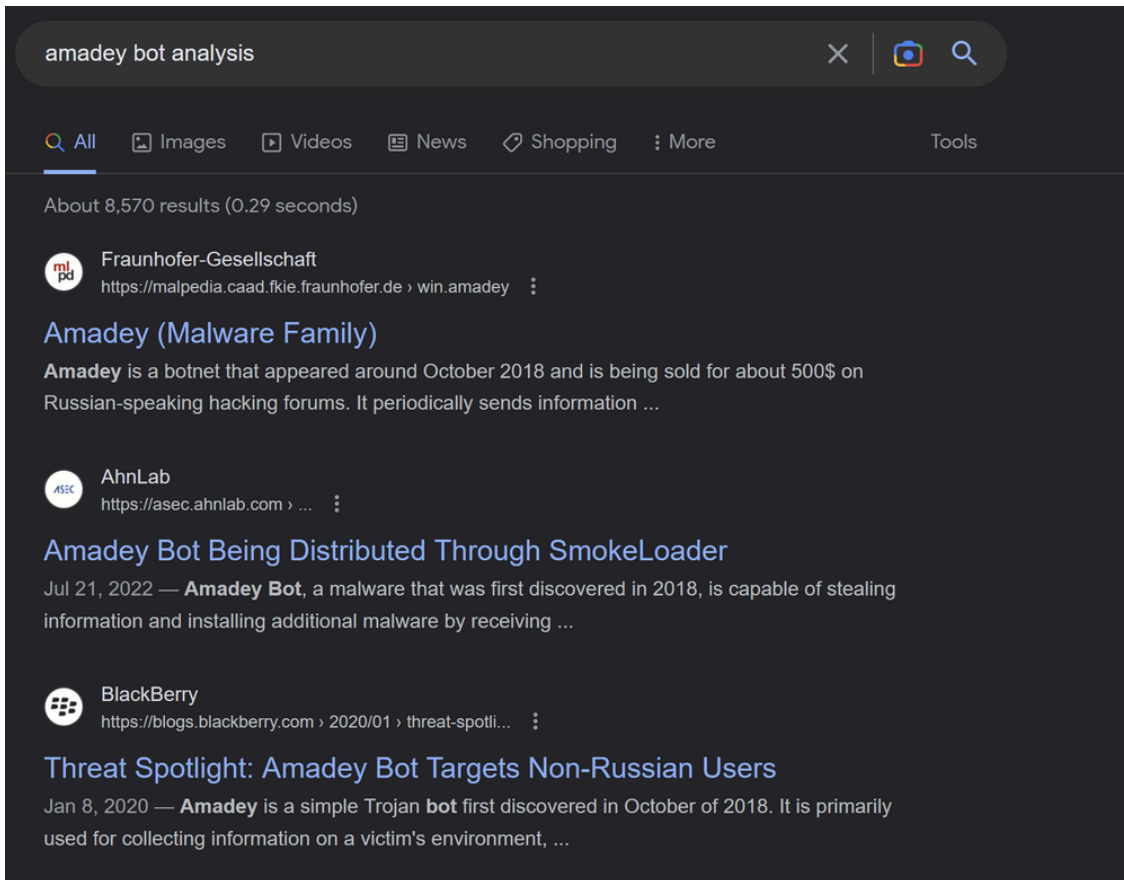 amadey bot analysis
All Images Videos News Shopping More Tools
About 8,570 results (0.29 seconds)
ml
pd
Fraunhofer-Gesellschaft
https://malpedia.caad.fkie.fraunhofer.de › win.amadey
Amadey (Malware Family)
Amadey is a botnet that appeared around October 2018 and is being sold for about 500$ on
Russian-speaking hacking forums. It periodically sends information ...
ASEC
AhnLab
https://asec.ahnlab.com › ...
Amadey Bot Being Distributed Through SmokeLoader
Jul 21, 2022 — Amadey Bot, a malware that was first discovered in 2018, is capable of stealing
information and installing additional malware by receiving ...
BlackBerry
https://blogs.blackberry.com › 2020/01 › threat-spotli...
Threat Spotlight: Amadey Bot Targets Non-Russian Users
Jan 8, 2020 — Amadey is a simple Trojan bot first discovered in October of 2018. It is primarily
used for collecting information on a victim's environment, ...